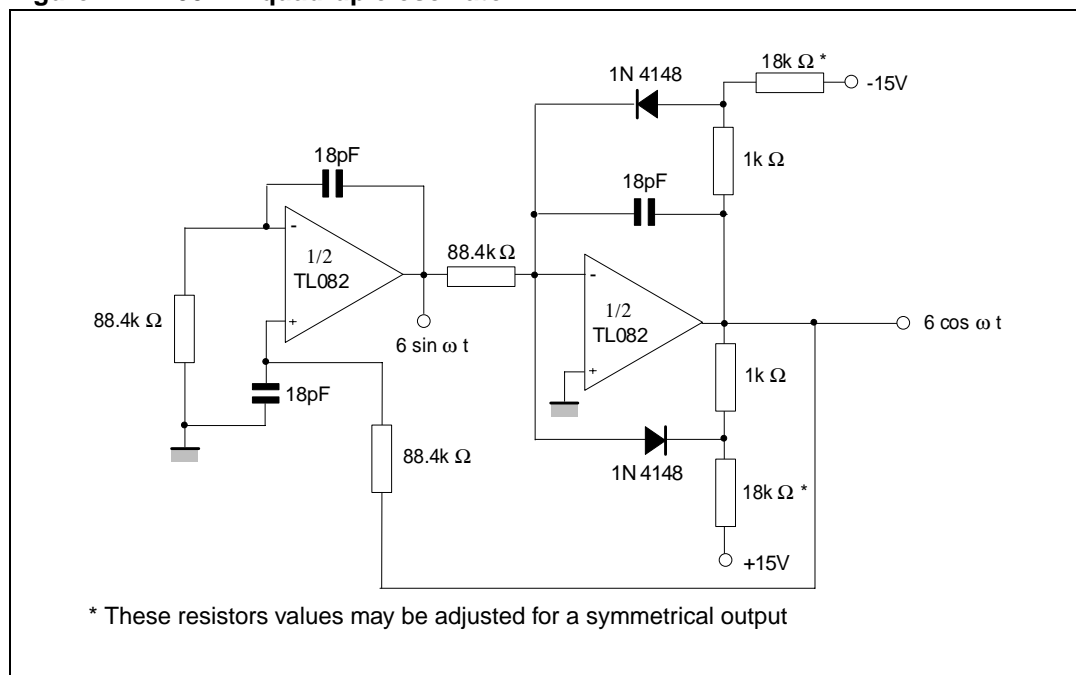 18k Ω *
1N 4148
-15V
18pF
1k Ω
18pF
-
1/2
TL082
+
88.4k Ω
-
1/2
TL082
+
88.4k Ω
6 sin ω t
6 cos ω t
18pF
1k Ω
88.4k Ω
1N 4148
18k Ω *
+15V
* These resistors values may be adjusted for a symmetrical output